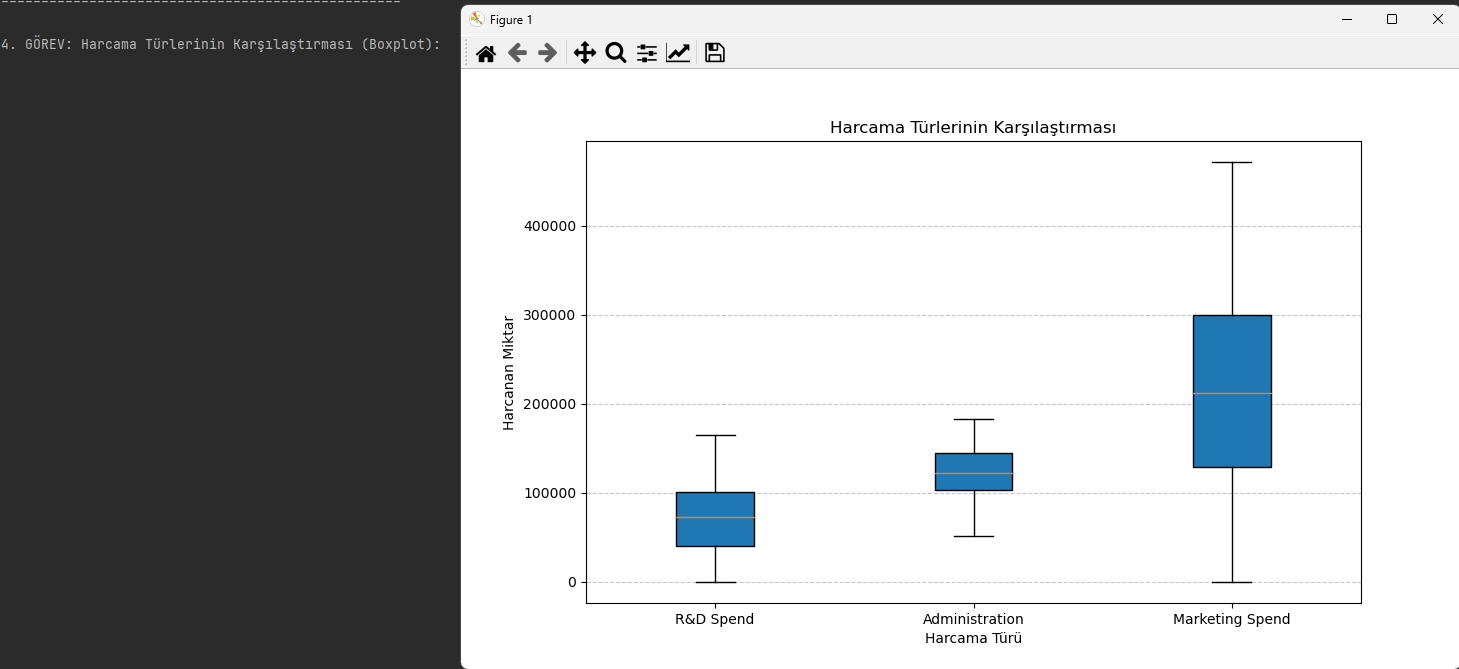 --------------------------------------------------
4. GÖREV: Harcama Türlerinin Karşılaştırması (Boxplot):
Figure 1
Harcama Türlerinin Karşılaştırması
Harcanan Miktar
400000
300000
200000
100000
0
R&D Spend Administration Marketing Spend
Harcama Türü